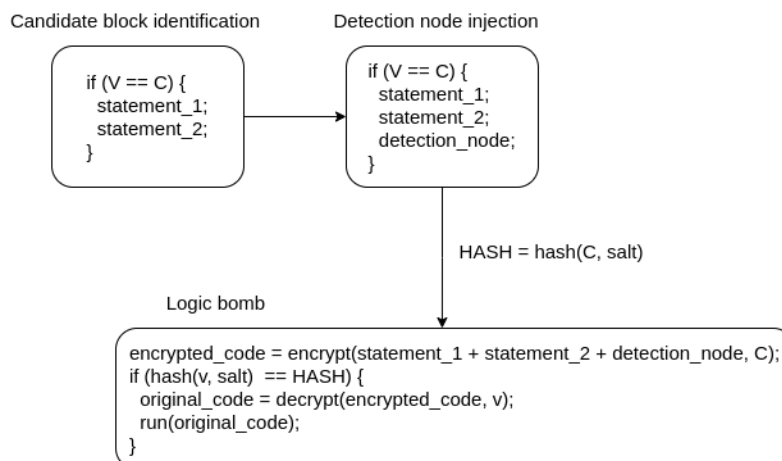 Candidate block identification
if (V == C) {
statement_1;
statement_2;
}
Detection node injection
if (V == C) {
statement_1;
statement_2;
detection_node;
}
HASH = hash(C, salt)
Logic bomb
encrypted_code = encrypt(statement_1 + statement_2 + detection_node, C);
if (hash(v, salt) == HASH) {
original_code = decrypt(encrypted_code, v);
run(original_code);
}